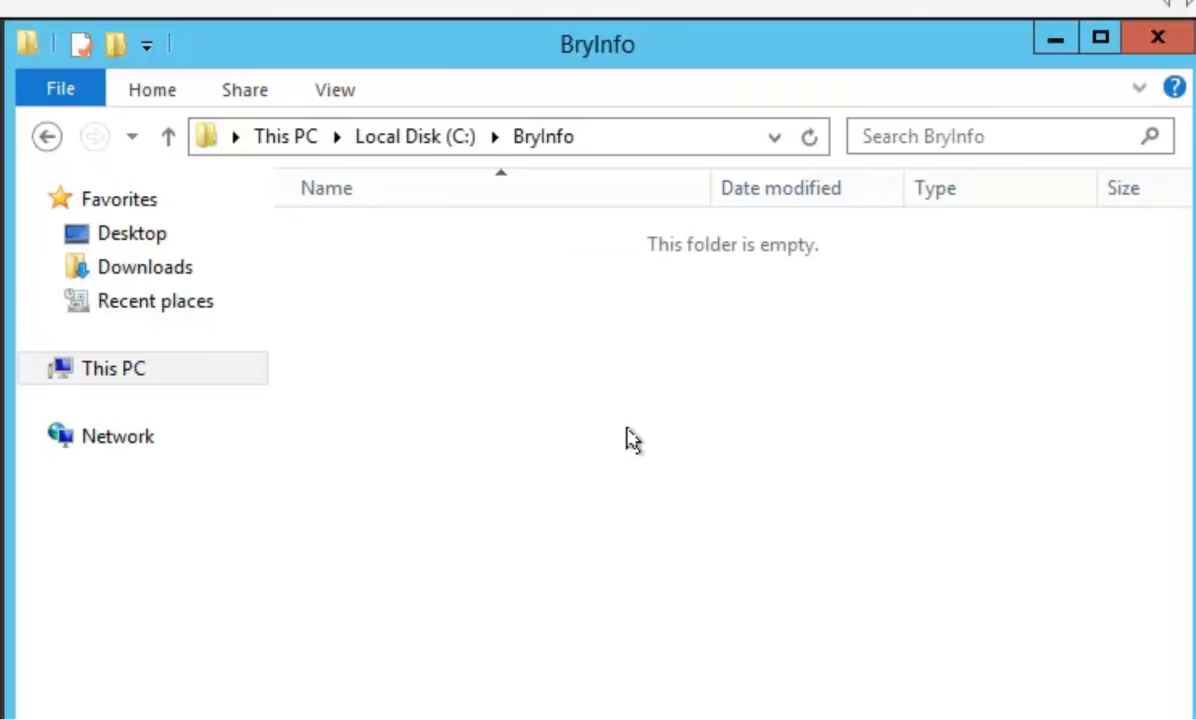 BryInfo
File Home Share View
This PC Local Disk (C:) BryInfo Search BryInfo
Name Date modified Type Size
This folder is empty.
Favorites
Desktop
Downloads
Recent places
This PC
Network